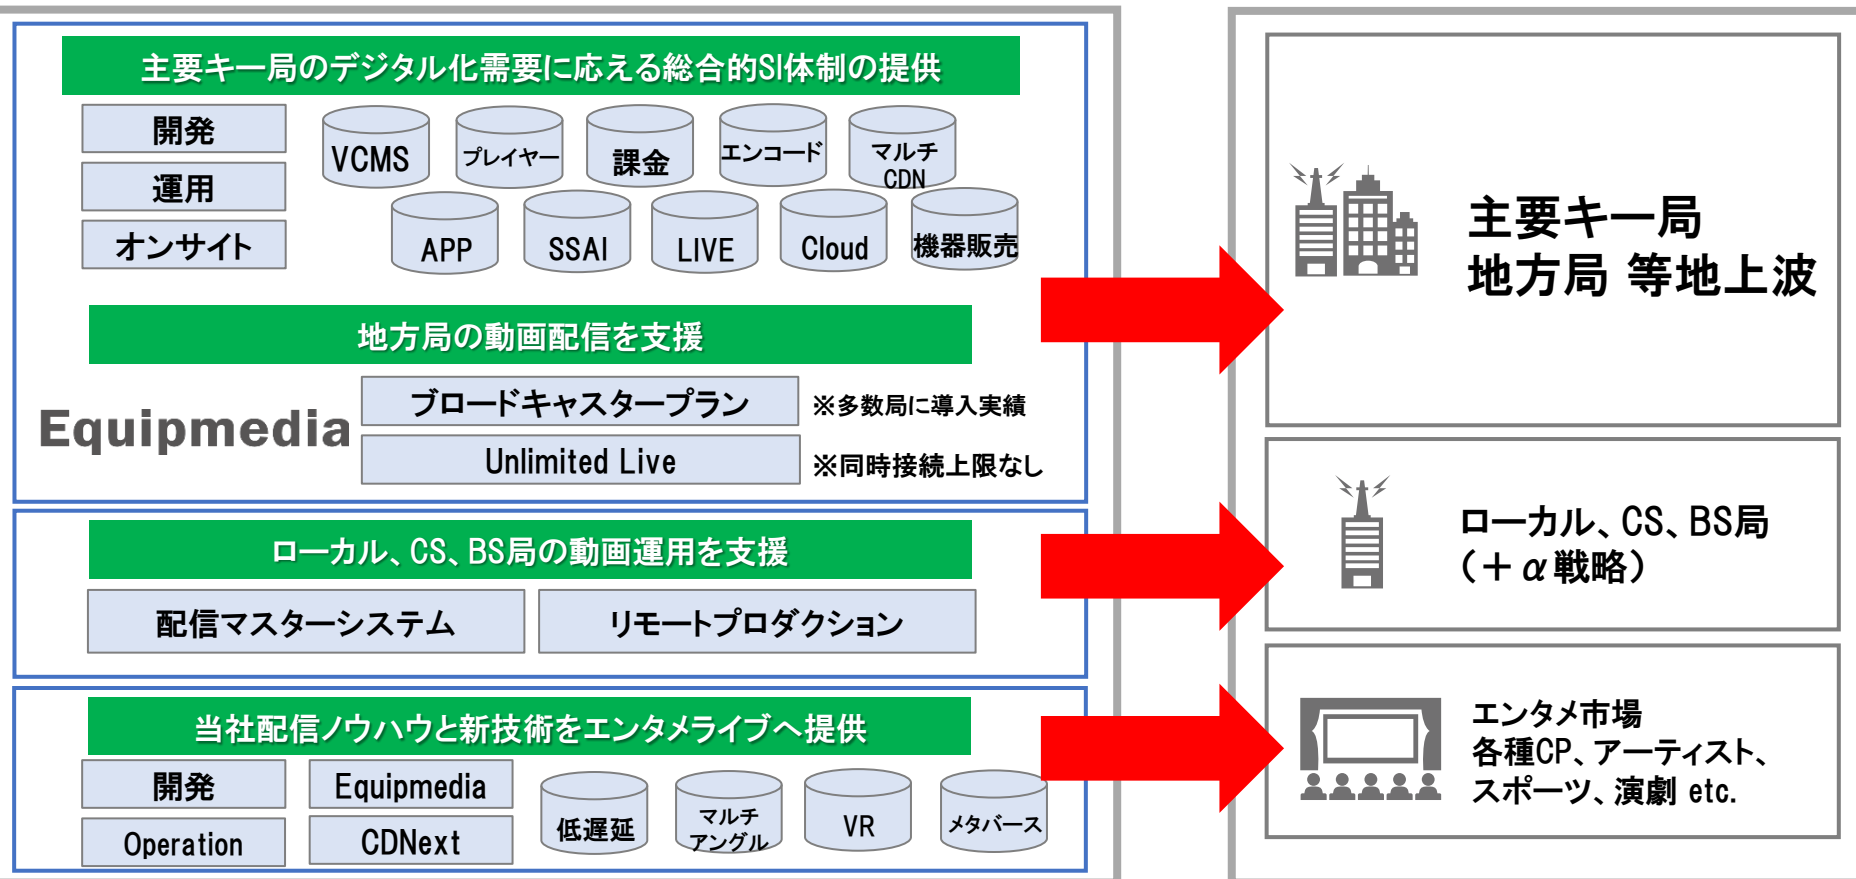 主要キー局のデジタル化需要に応える総合的SI体制の提供
開発
運用
オンサイト
VCMS
プレイヤー
課金
エンコード
マルチ
CDN
APP
SSAI
LIVE
Cloud
機器販売
地方局の動画配信を支援
Equipmedia
ブロードキャスタープラン
※多数局に導入実績
Unlimited Live
※同時接続上限なし
ローカル、CS、BS局の動画運用を支援
配信マスターシステム
リモートプロダクション
当社配信ノウハウと新技術をエンタメライブへ提供
開発
Equipmedia
Operation
CDNext
低遅延
マルチ
アングル
VR
メタバース
主要キー局
地方局 等地上波
ローカル、CS、BS局
(+α戦略)
エンタメ市場
各種CP、アーティスト、
スポーツ、演劇 etc.